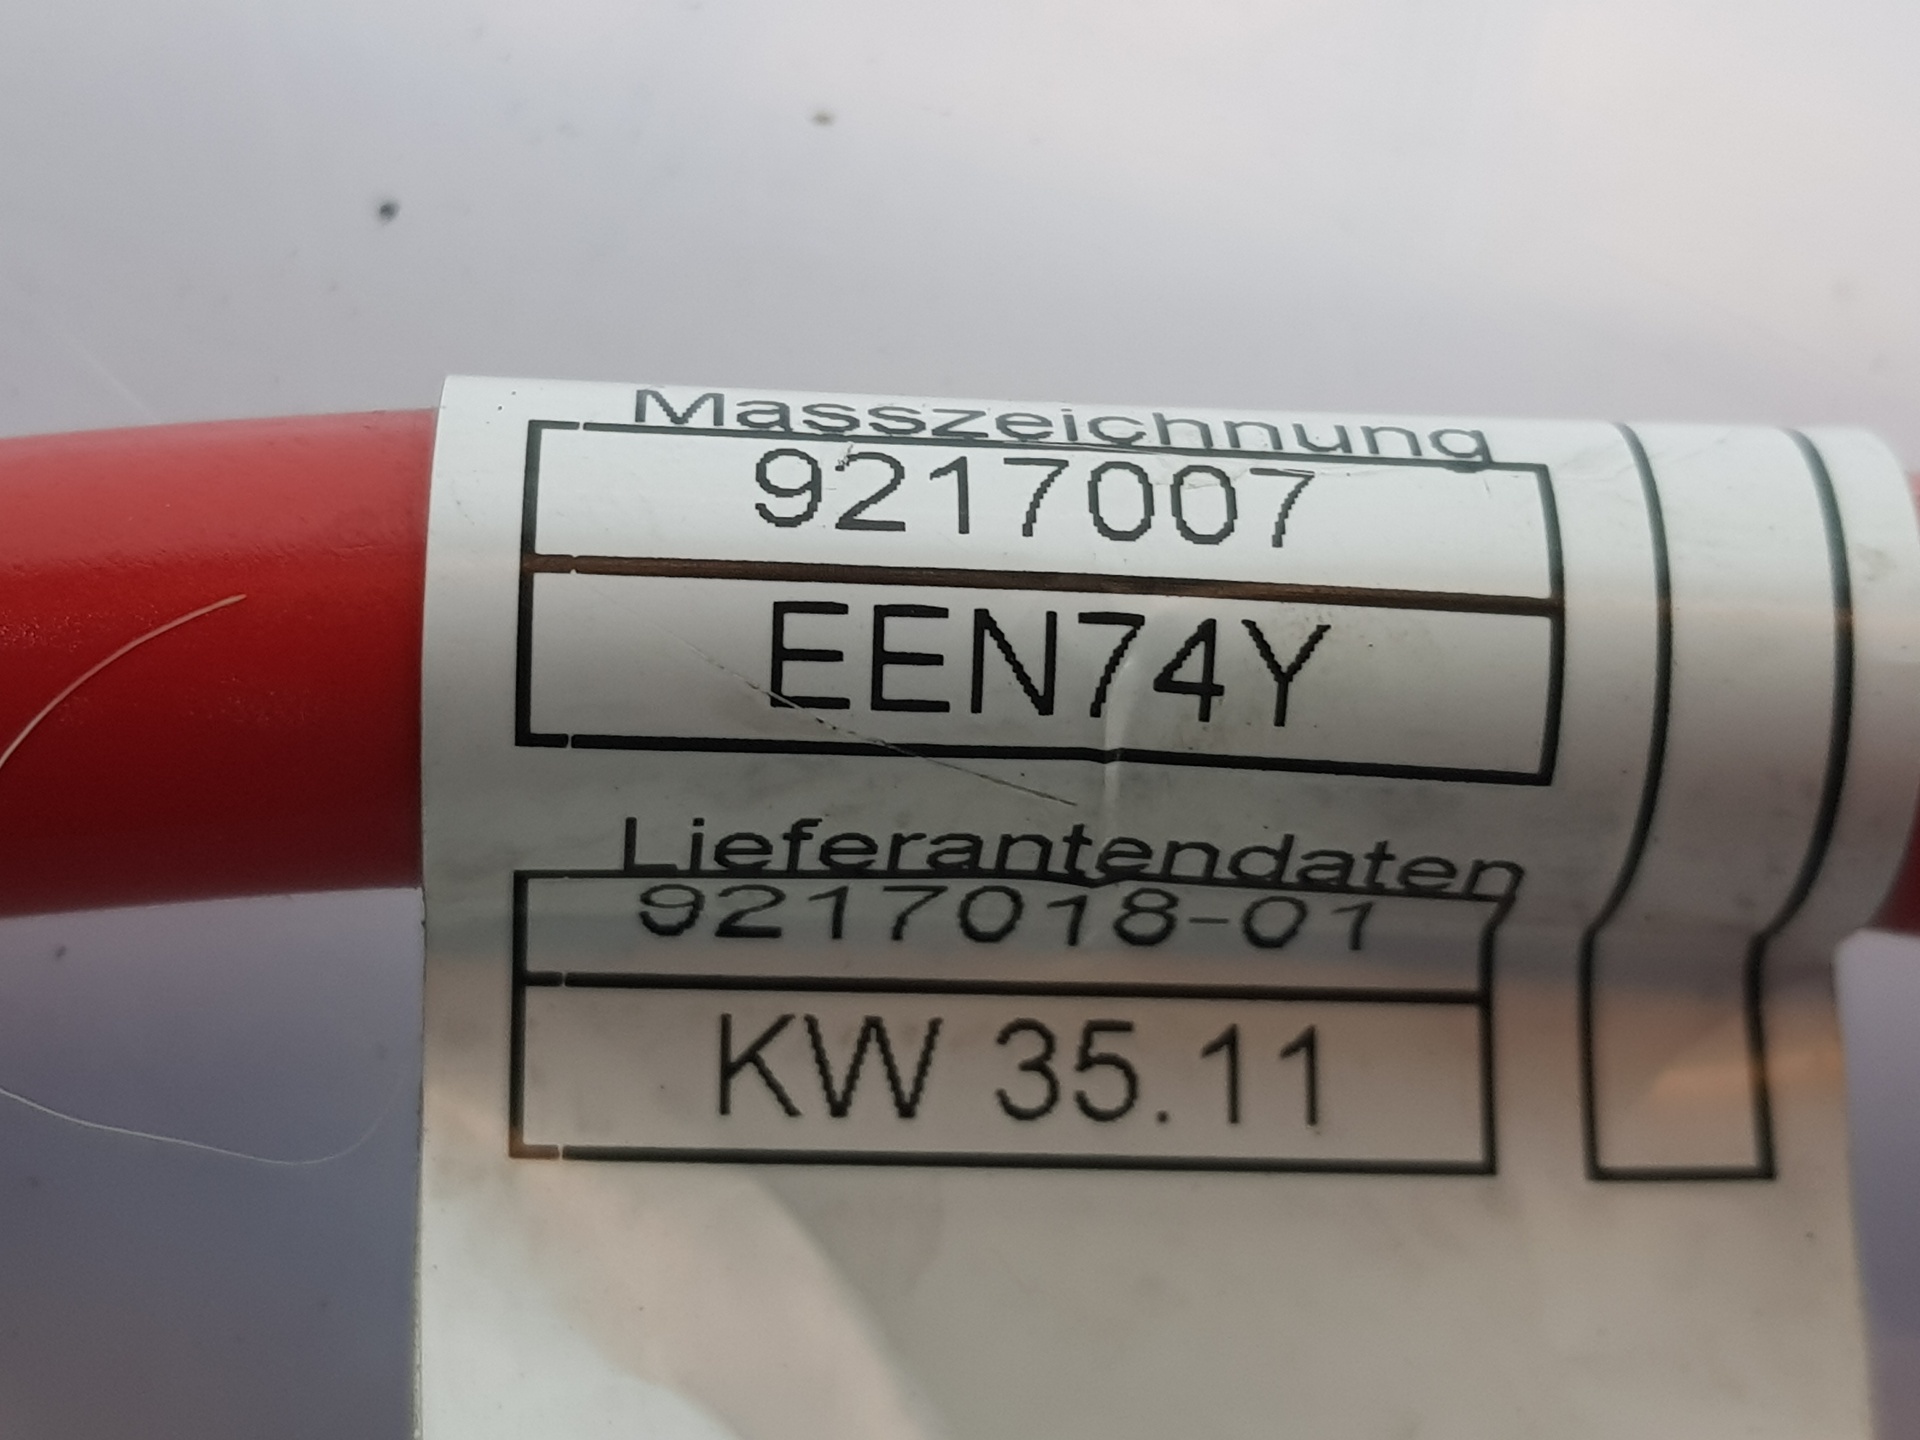 Masszeichnung
9217007
EEN74Y
Lieferantendaten
9217018-01
KW 35.11